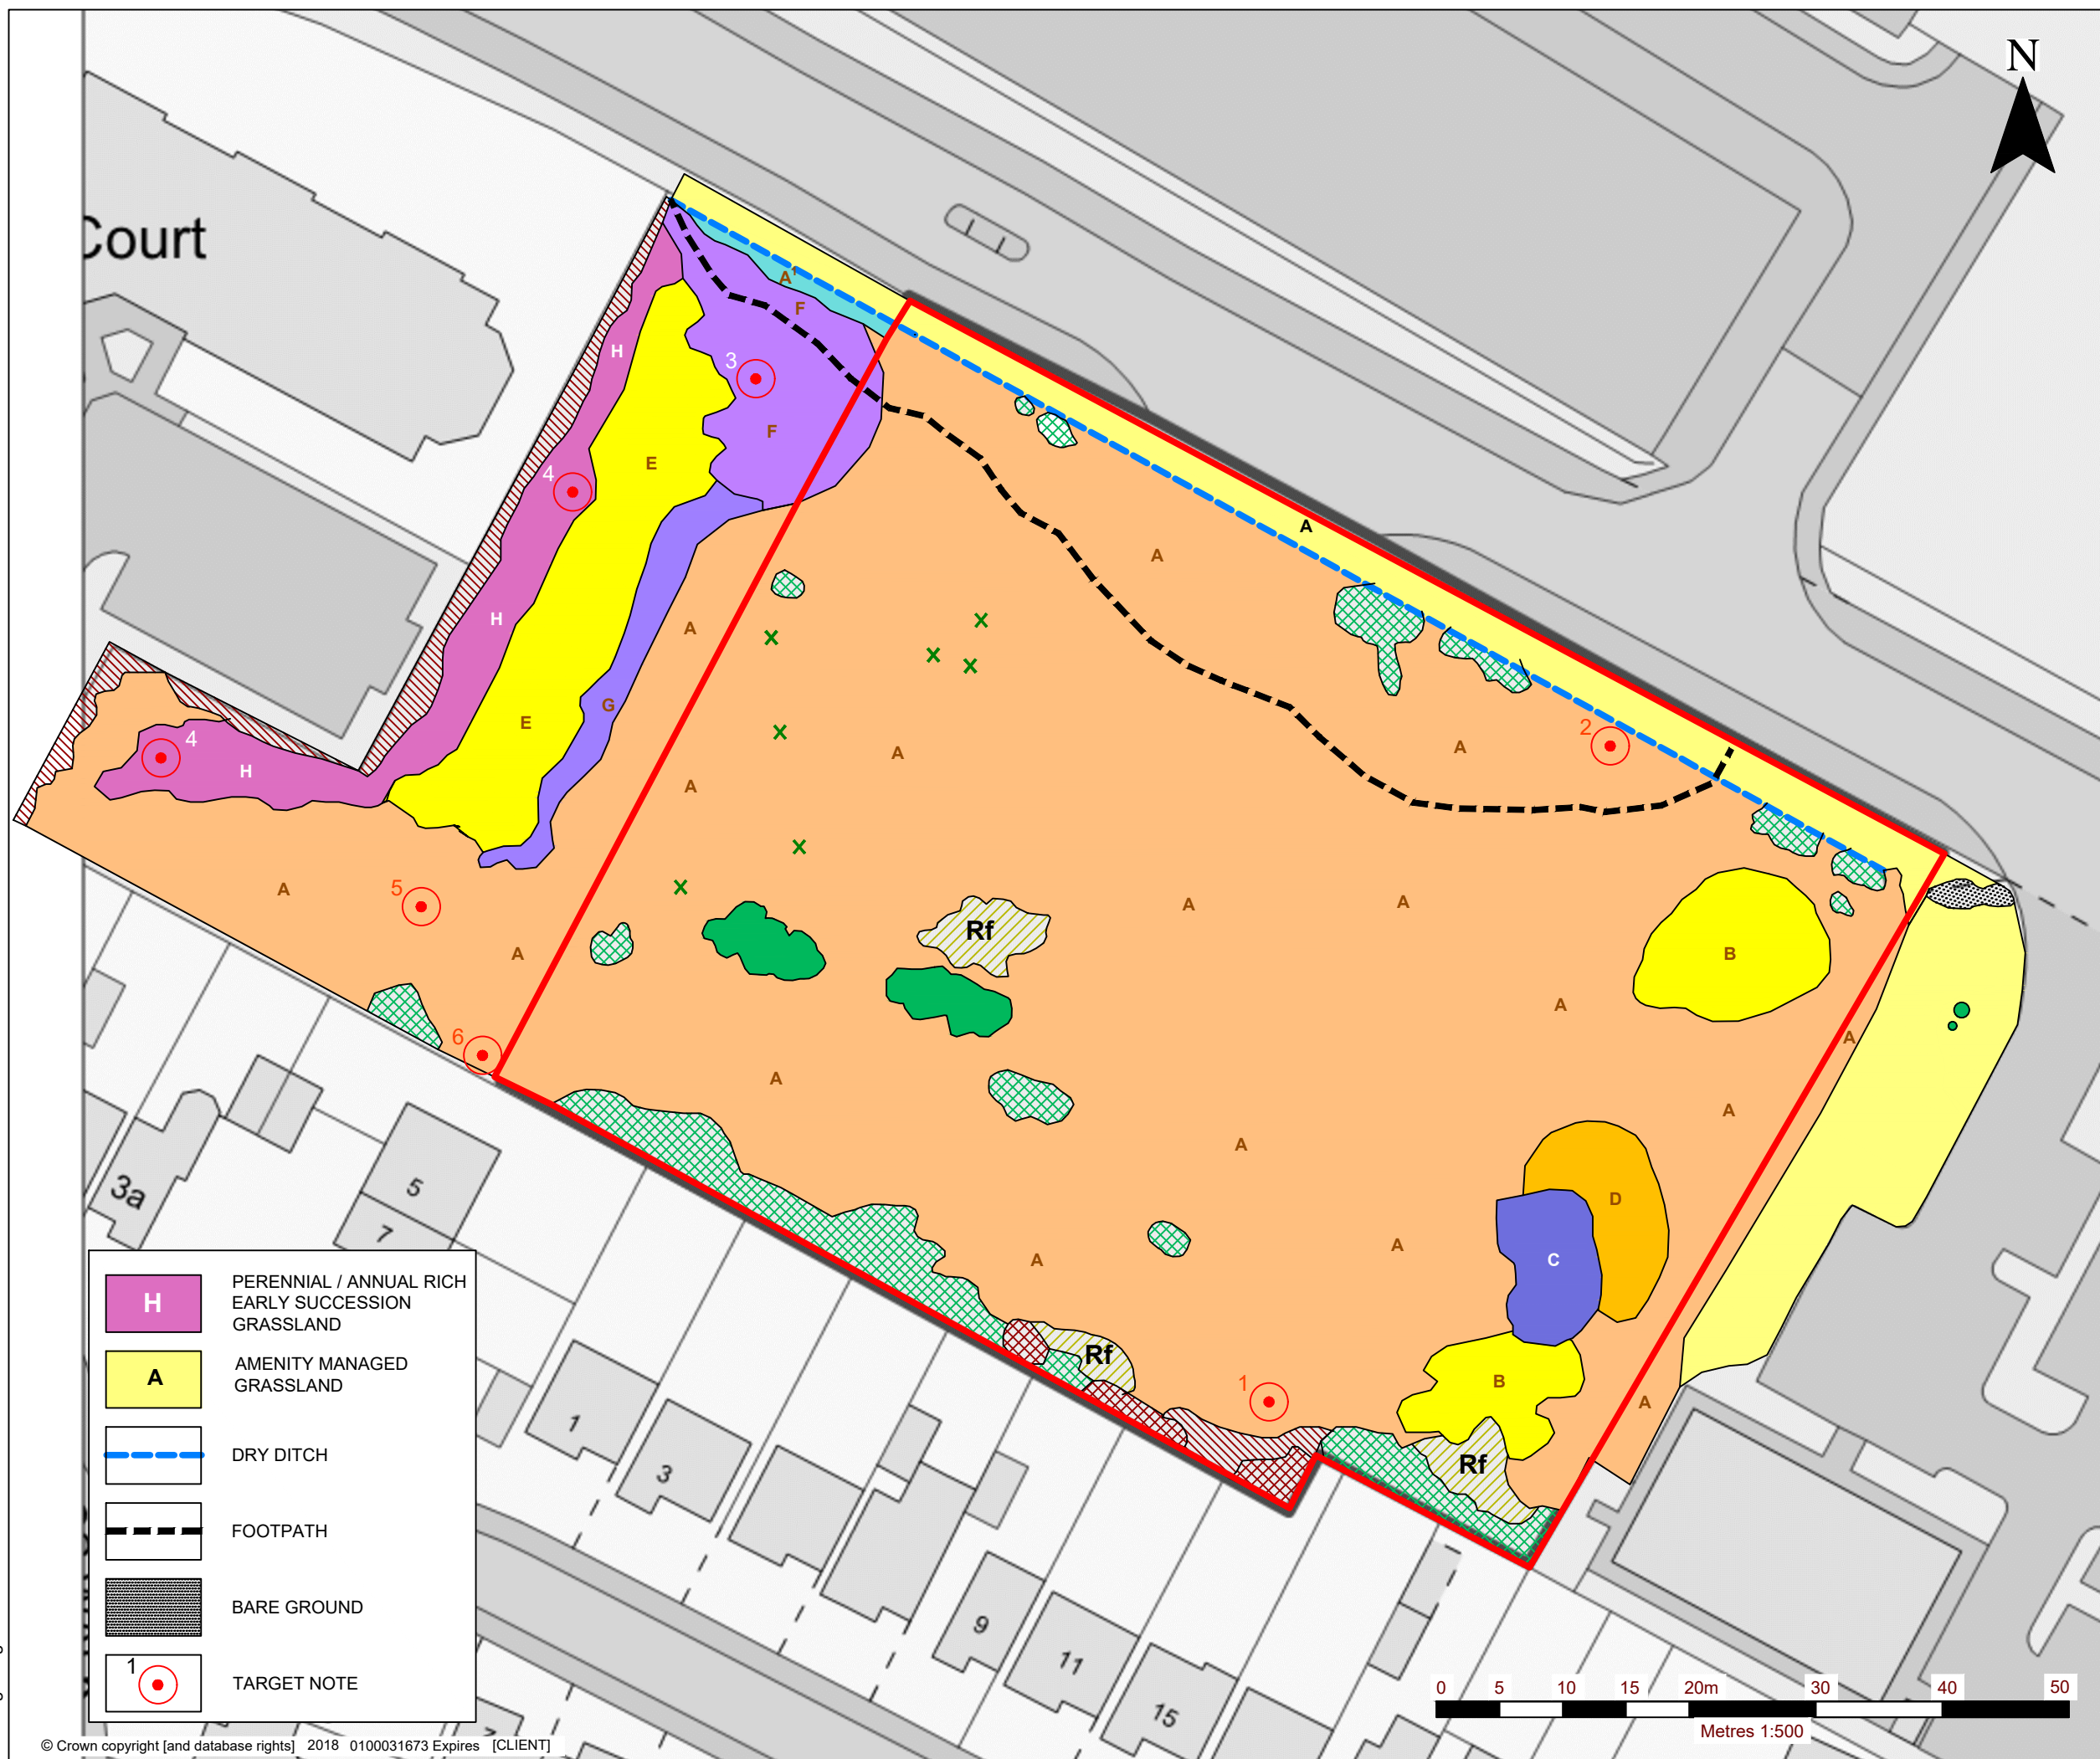 N
Court
A'
F
H
3
4
F
E
A
A
H
A
2
G
E
A
A
4
H
A
A
5
A
A
A
Rf
B
A
A
6
A
A
A
D
A
A
A
C
3a
5
7
Rf
B
1
A
Rf
1
3
9
11
15
H
PERENNIAL / ANNUAL RICH
EARLY SUCCESSION
GRASSLAND
A
AMENITY MANAGED
GRASSLAND
DRY DITCH
FOOTPATH
BARE GROUND
1
TARGET NOTE
0 5 10 15 20m 30 40 50
Metres 1:500
© Crown copyright [and database rights] 2018 0100031673 Expires [CLIENT]